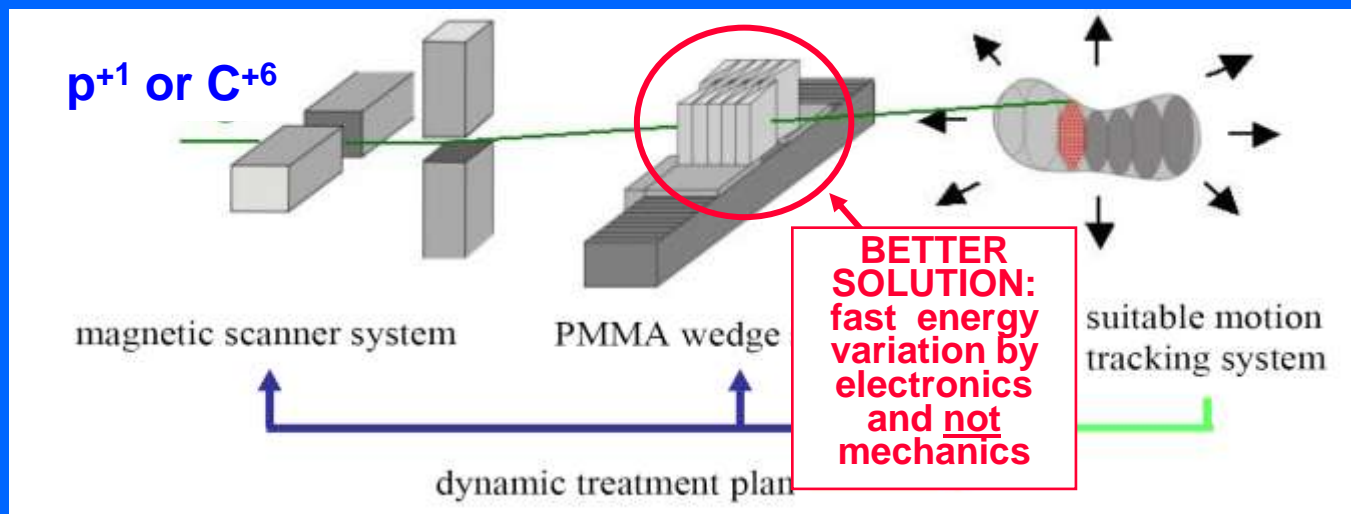 p+1 or C+6
BETTER
SOLUTION:
fast energy
variation by
electronics
and not
mechanics
magnetic scanner system
PMMA wedge
suitable motion
tracking system
dynamic treatment plan